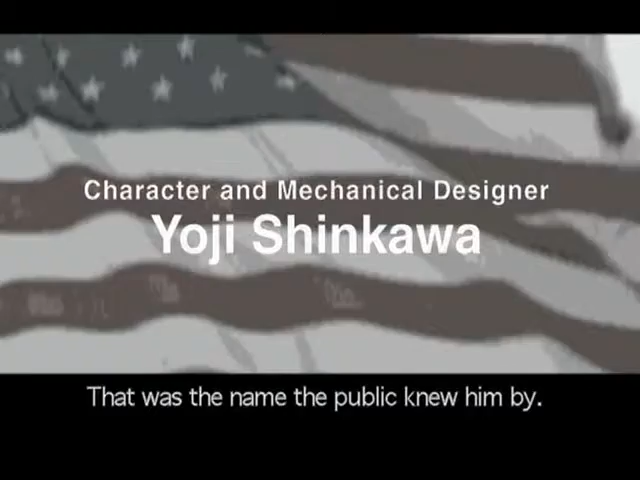 Character and Mechanical Designer
Yoji Shinkawa
That was the name the public knew him by.